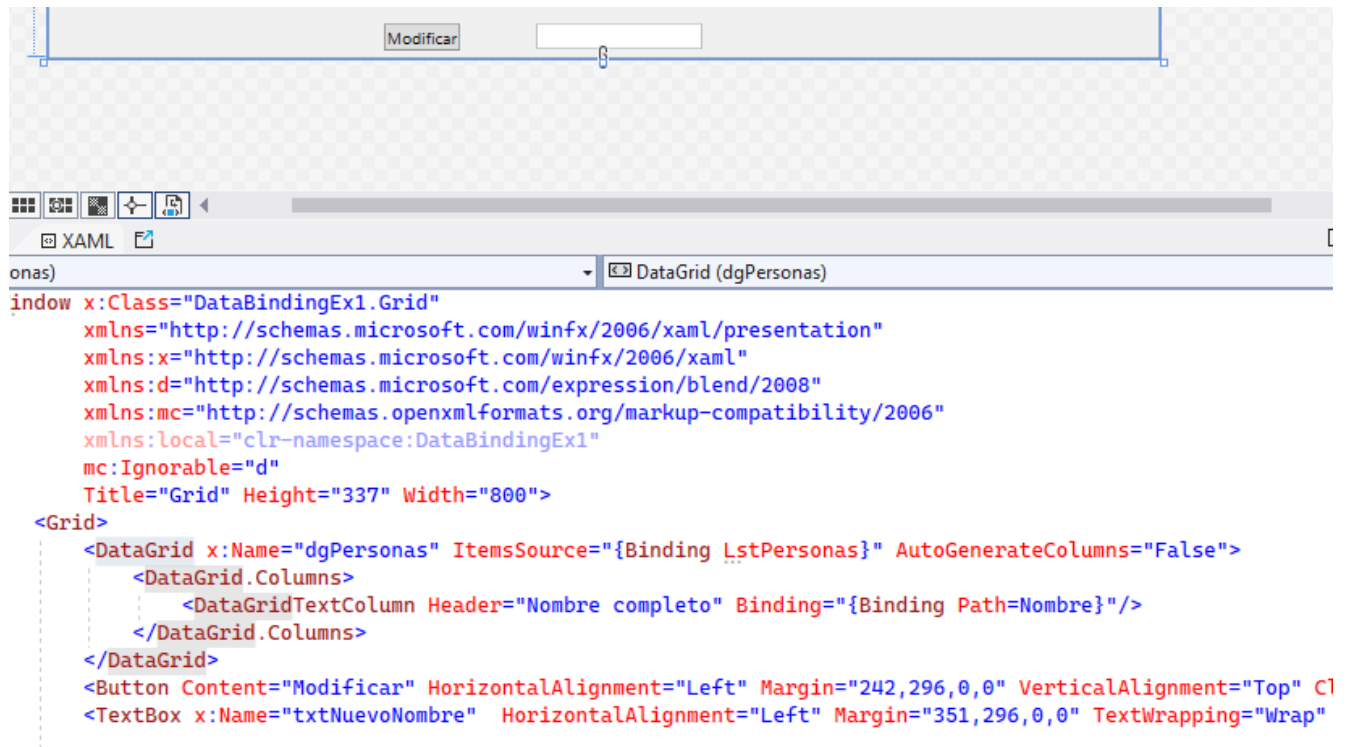 Modificar
XAML
onas)
DataGrid (dgPersonas)
indow x:Class="DataBindingEx1.Grid"
xmlns="http://schemas.microsoft.com/winfx/2006/xaml/presentation"
xmlns:x="http://schemas.microsoft.com/winfx/2006/xaml"
xmlns:d="http://schemas.microsoft.com/expression/blend/2008"
xmlns:mc="http://schemas.openxmlformats.org/markup-compatibility/2006"
xmlns:local="clr-namespace:DataBindingEx1"
mc:Ignorable="d"
Title="Grid" Height="337" Width="800">
<Grid>
<DataGrid x:Name="dgPersonas" ItemsSource="{Binding LstPersonas}" AutoGenerateColumns="False">
<DataGrid.Columns>
<DataGridTextColumn Header="Nombre completo" Binding="{Binding Path=Nombre}"/>
</DataGrid.Columns>
</DataGrid>
<Button Content="Modificar" HorizontalAlignment="Left" Margin="242,296,0,0" VerticalAlignment="Top" Cl
<TextBox x:Name="txtNuevoNombre"  HorizontalAlignment="Left" Margin="351,296,0,0" TextWrapping="Wrap"